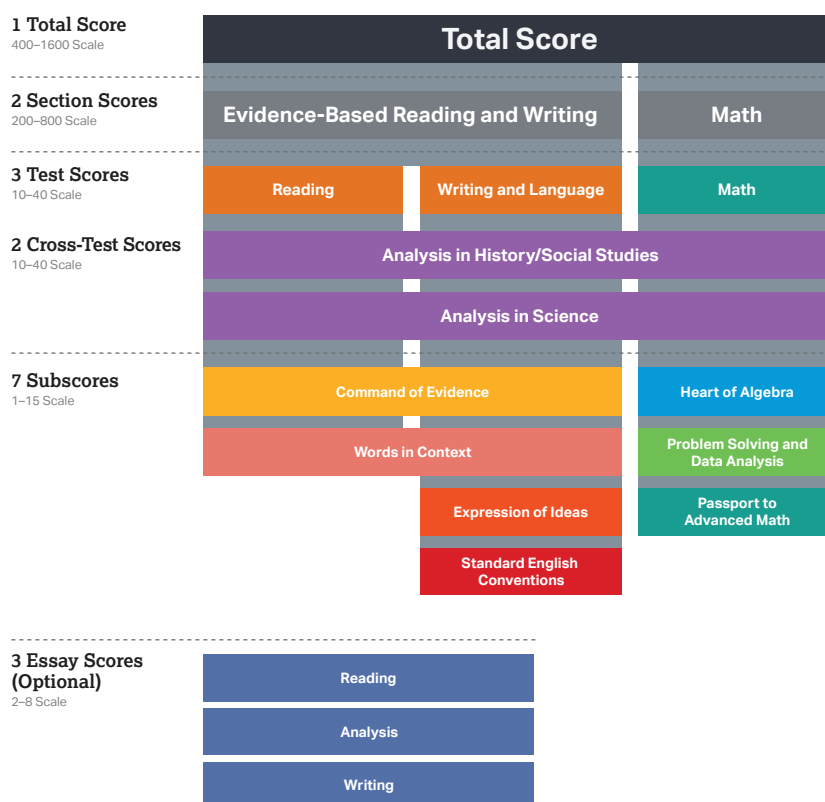 1 Total Score
400–1600 Scale
Total Score
2 Section Scores
200–800 Scale
Evidence-Based Reading and Writing
Math
3 Test Scores
10–40 Scale
Reading
Writing and Language
Math
2 Cross-Test Scores
10–40 Scale
Analysis in History/Social Studies
Analysis in Science
7 Subscores
1–15 Scale
Command of Evidence
Heart of Algebra
Words in Context
Problem Solving and
Data Analysis
Expression of Ideas
Passport to
Advanced Math
Standard English
Conventions
3 Essay Scores
(Optional)
2–8 Scale
Reading
Analysis
Writing